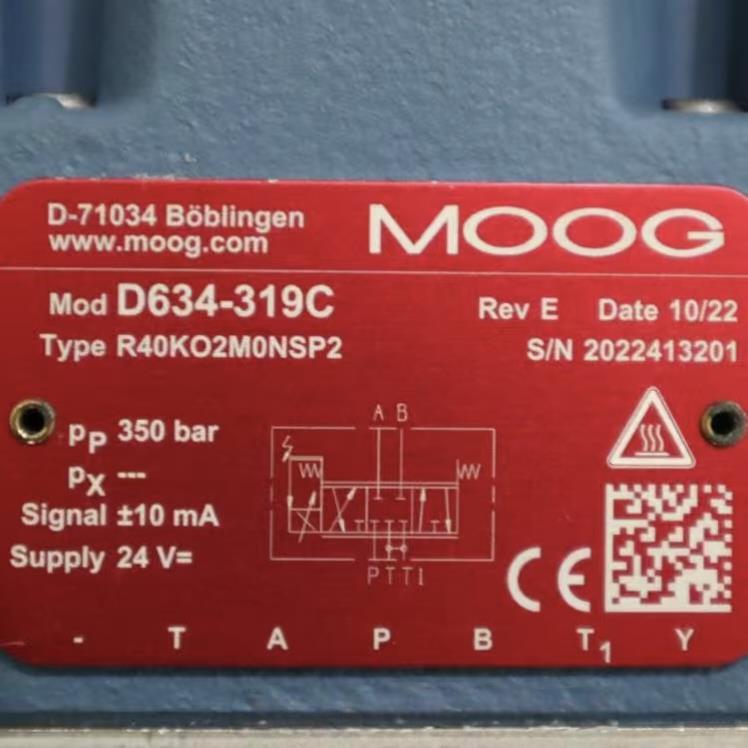 D-71034 Böblingen
www.moog.com
MOOG
Mod D634-319C Rev E Date 10/22
Type R40KO2M0NSP2 S/N 2022413201
pP 350 bar
pX ---
Signal ±10 mA
Supply 24 V=
A B
P T T1
CE
- T A P B T1 Y